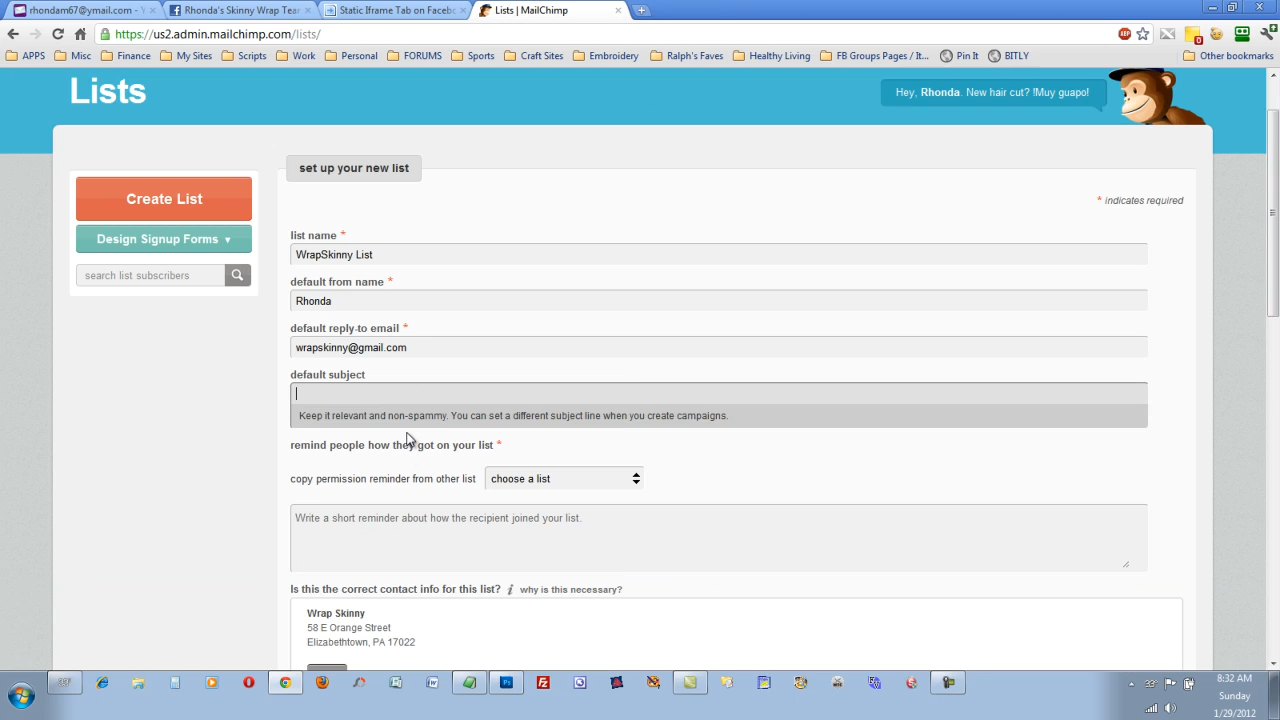 rhondam67@ymail.com - Y
Rhonda's Skinny Wrap Tear
Static Iframe Tab on Faceb
Lists | MailChimp
https://us2.admin.mailchimp.com/lists/
APPS
Misc
Finance
My Sites
Scripts
Work
Personal
FORUMS
Sports
Craft Sites
Embroidery
Ralph's Faves
Healthy Living
FB Groups Pages / It...
Pin It
BITLY
Other bookmarks
Lists
Hey, Rhonda. New hair cut? !Muy guapo!
set up your new list
* indicates required
Create List
Design Signup Forms ▼
search list subscribers
list name *
WrapSkinny List
default from name *
Rhonda
default reply-to email *
wrapskinny@gmail.com
default subject
Keep it relevant and non-spammy. You can set a different subject line when you create campaigns.
remind people how they got on your list *
copy permission reminder from other list
choose a list
Write a short reminder about how the recipient joined your list.
Is this the correct contact info for this list? i why is this necessary?
Wrap Skinny
58 E Orange Street
Elizabethtown, PA 17022
8:32 AM
Sunday
1/29/2012